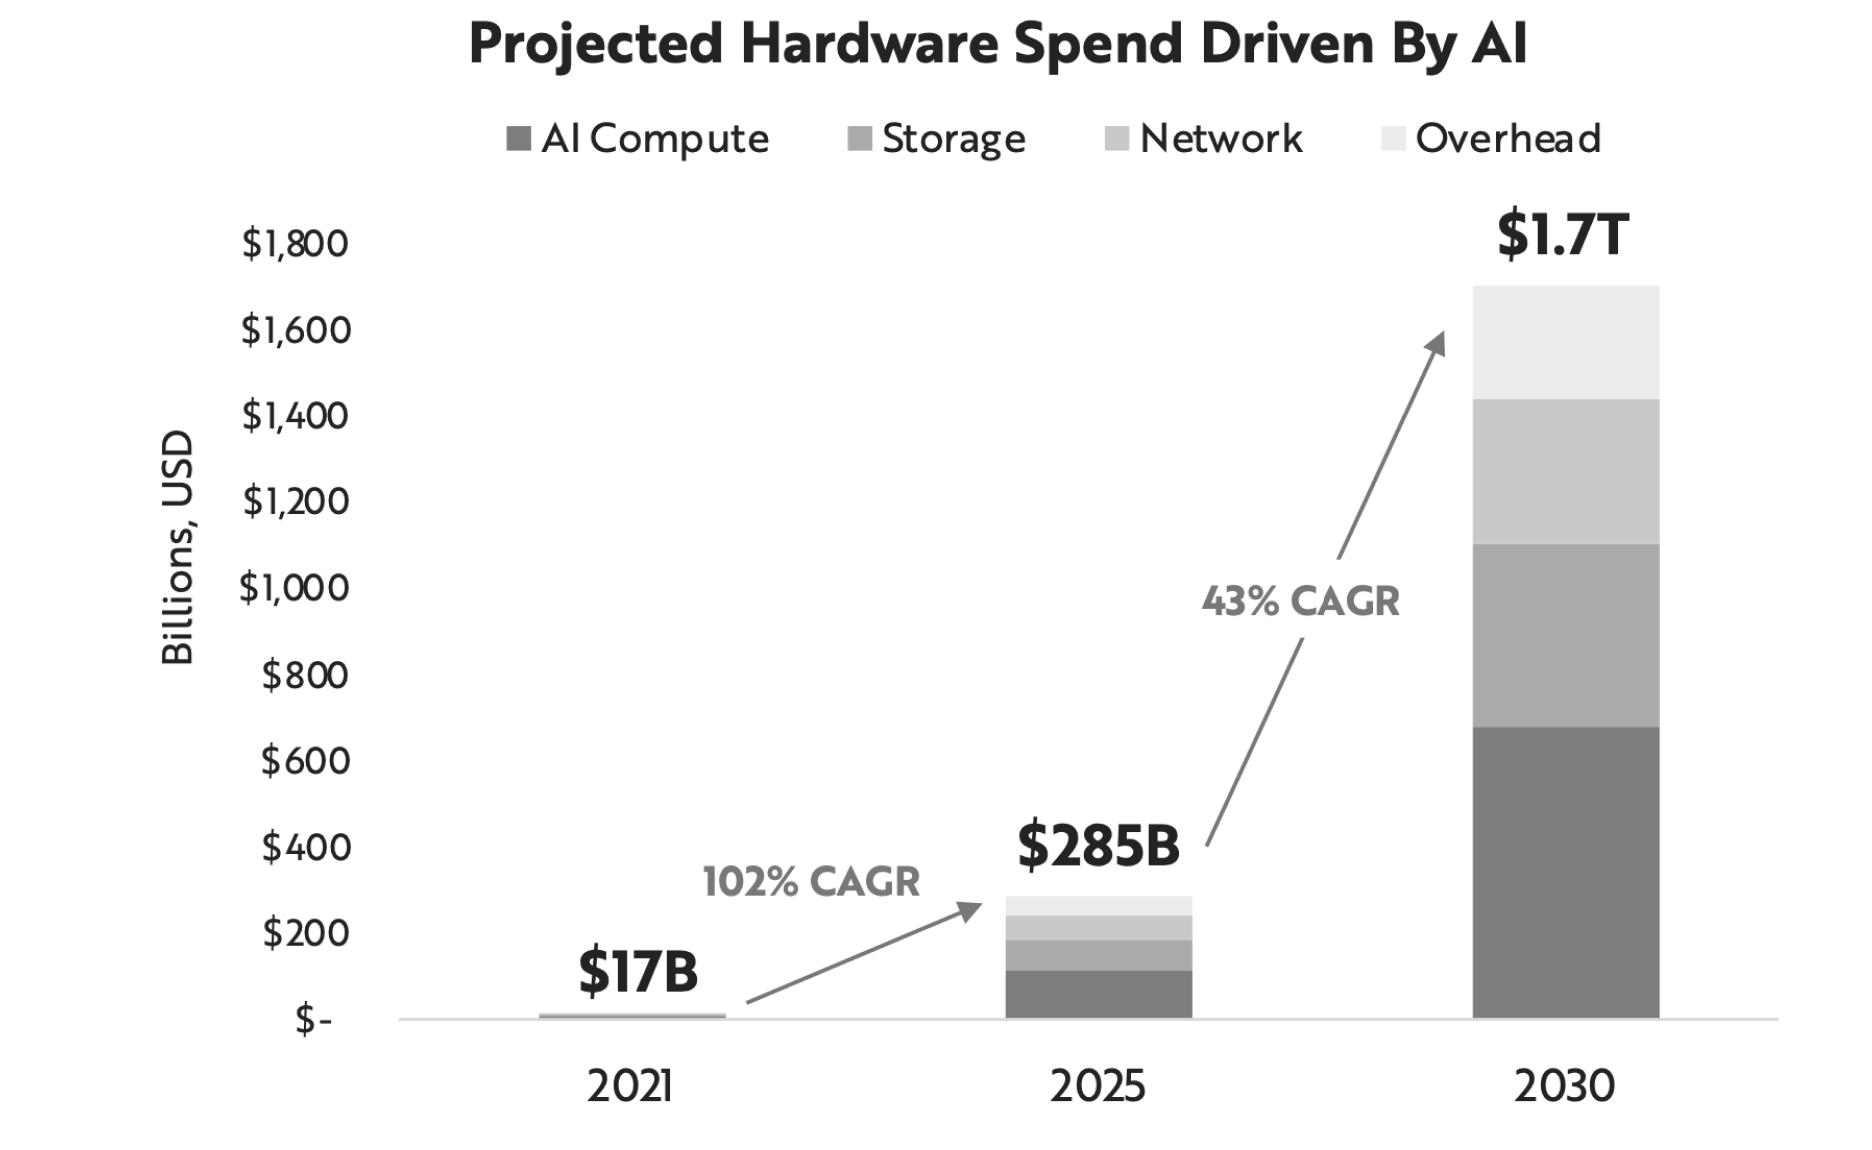 Projected Hardware Spend Driven By AI
AI Compute Storage Network Overhead
$1,800
$1,600
$1,400
$1,200
$1,000
$800
$600
$400
$200
$-
Billions, USD
$17B
102% CAGR
$285B
43% CAGR
$1.7T
2021 2025 2030